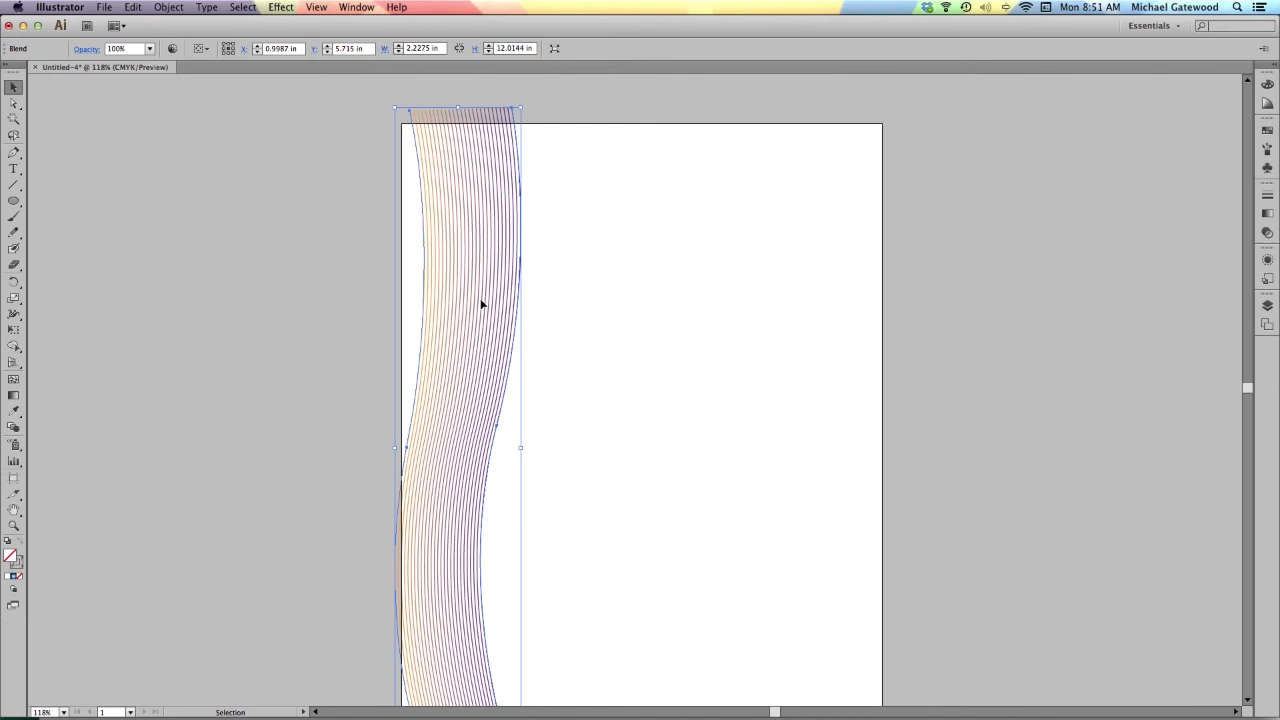 Illustrator File Edit Object Type Select Effect View Window Help Mon 8:51 AM Michael Gatewood
Ai Br Essentials
Blend Opacity: 100% X: 0.9987 in Y: 5.715 in W: 2.2275 in H: 12.0144 in
× Untitled-4* @ 118% (CMYK/Preview)
T
118% 1 Selection